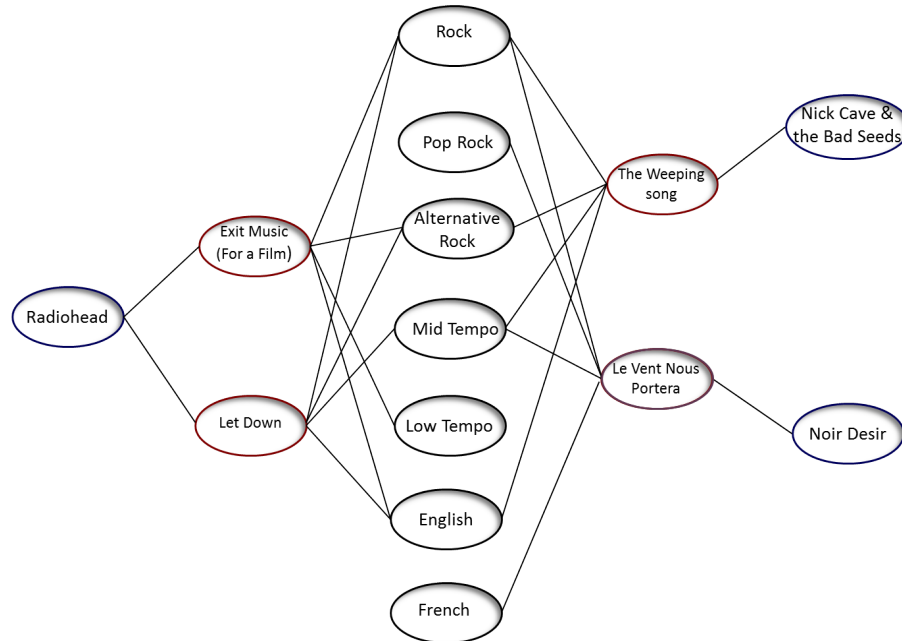 Rock
Nick Cave &
the Bad Seeds
Pop Rock
The Weeping
song
Alternative
Rock
Exit Music
(For a Film)
Radiohead
Mid Tempo
Le Vent Nous
Portera
Let Down
Low Tempo
Noir Desir
English
French